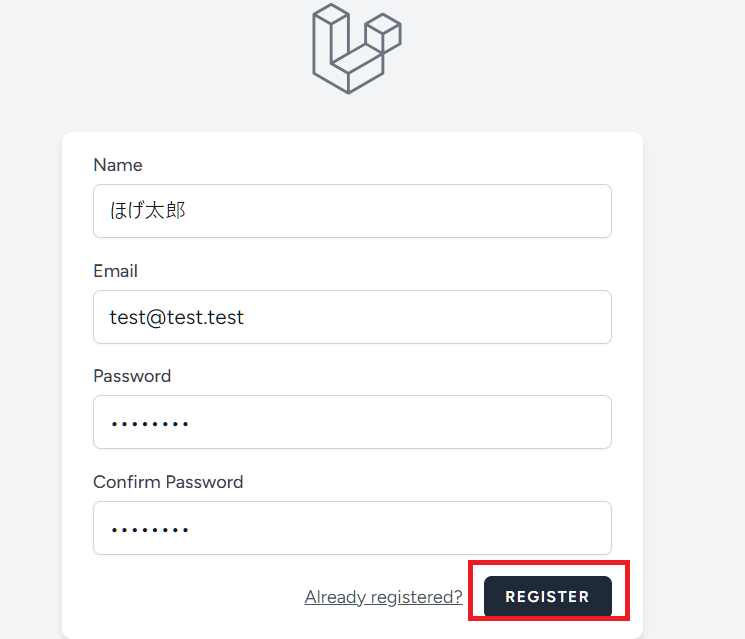 Name
ほげ太郎
Email
test@test.test
Password
••••••••
Confirm Password
••••••••
Already registered? REGISTER